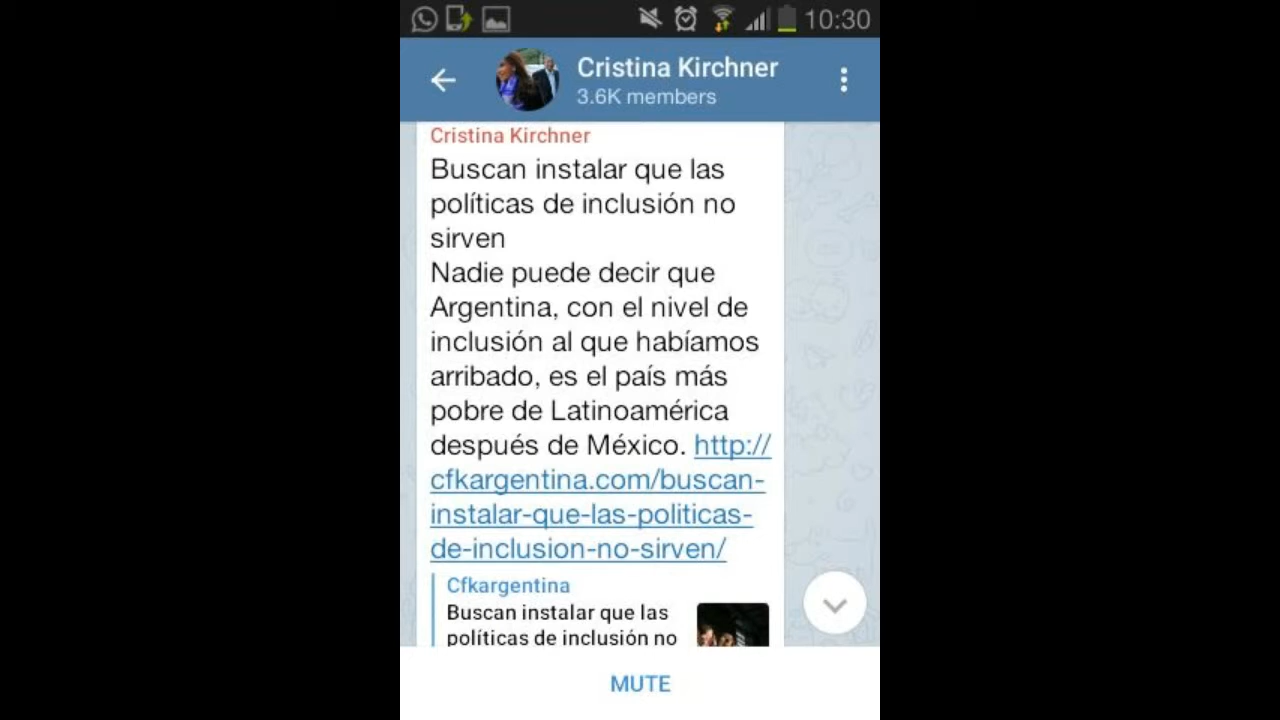 10:30
Cristina Kirchner
3.6K members
Cristina Kirchner
Buscan instalar que las
políticas de inclusión no
sirven
Nadie puede decir que
Argentina, con el nivel de
inclusión al que habíamos
arribado, es el país más
pobre de Latinoamérica
después de México. http://
cfkargentina.com/buscan-
instalar-que-las-politicas-
de-inclusion-no-sirven/
Cfkargentina
Buscan instalar que las
políticas de inclusión no
MUTE